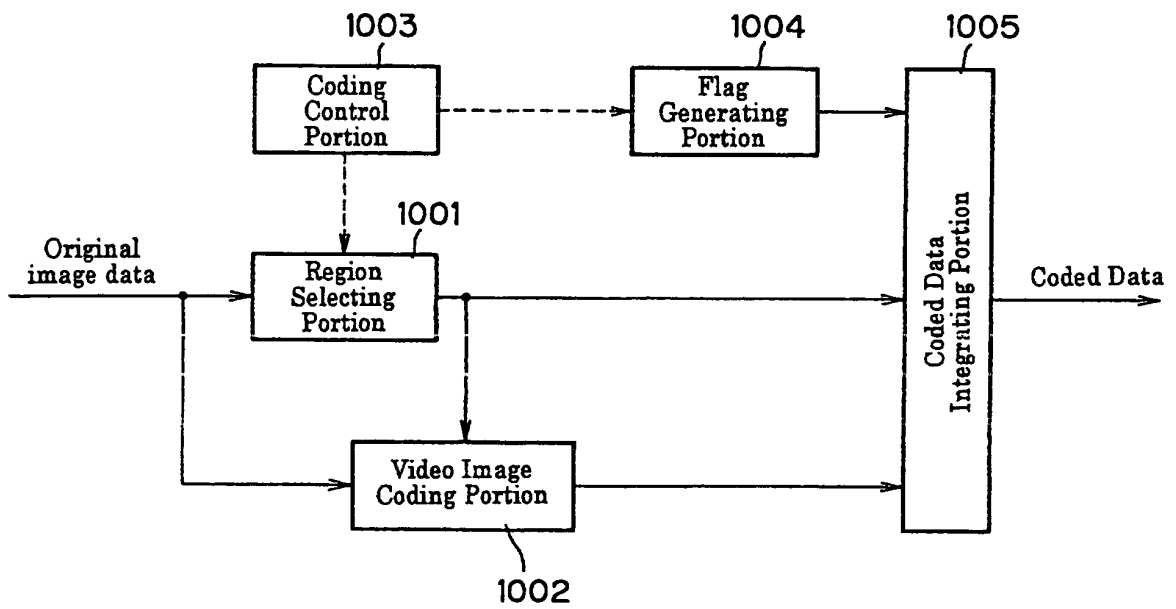 1003
1004
1005
Coding
Control
Portion
Flag
Generating
Portion
1001
Original
image data
Region
Selecting
Portion
Coded Data
Integrating Portion
Coded Data
Video Image
Coding Portion
1002